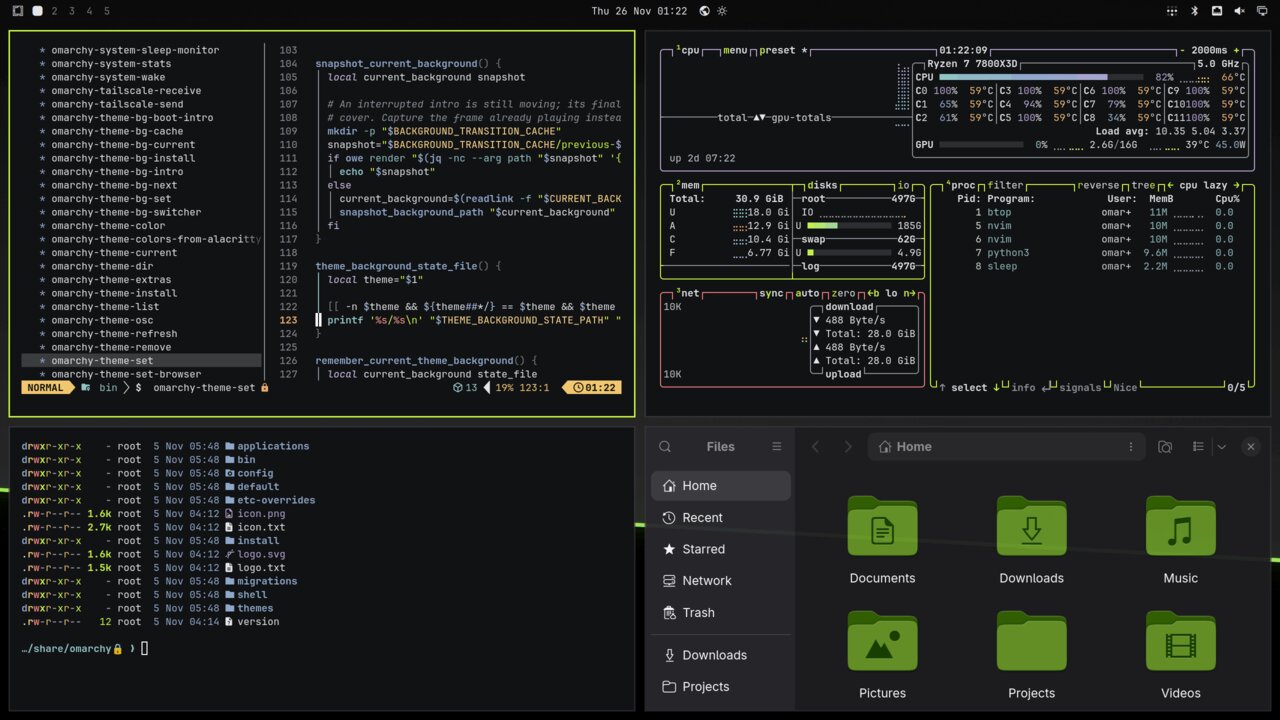 2 3 4 5
Thu 26 Nov 01:22
* omarchy-system-sleep-monitor
* omarchy-system-stats
* omarchy-system-wake
* omarchy-tailscale-receive
* omarchy-tailscale-send
* omarchy-theme-bg-boot-intro
* omarchy-theme-bg-cache
* omarchy-theme-bg-current
* omarchy-theme-bg-install
* omarchy-theme-bg-intro
* omarchy-theme-bg-next
* omarchy-theme-bg-set
* omarchy-theme-bg-switcher
* omarchy-theme-color
* omarchy-theme-colors-from-alacritty
* omarchy-theme-current
* omarchy-theme-dir
* omarchy-theme-extras
* omarchy-theme-install
* omarchy-theme-list
* omarchy-theme-osc
* omarchy-theme-refresh
* omarchy-theme-remove
* omarchy-theme-set
* omarchy-theme-set-browser
103
104 snapshot_current_background() {
105 local current_background snapshot
106
107 # An interrupted intro is still moving; its final
108 # cover. Capture the frame already playing instea
109 mkdir -p "$BACKGROUND_TRANSITION_CACHE"
110 snapshot="$BACKGROUND_TRANSITION_CACHE/previous-$
111 if owe render "$(jq -nc --arg path "$snapshot" '{
112 echo "$snapshot"
113 else
114 current_background=$(readlink -f "$CURRENT_BACK
115 snapshot_background_path "$current_background"
116 fi
117 }
118
119 theme_background_state_file() {
120 local theme="$1"
121
122 [[ -n $theme && ${theme##*/} == $theme && $theme
123 printf '%s/%s\n' "$THEME_BACKGROUND_STATE_PATH" "
124 }
125
126 remember_current_theme_background() {
127 local current_background state_file
NORMAL bin $ omarchy-theme-set 13 19% 123:1 01:22
¹cpu menu preset * 01:22:09 - 2000ms +
Ryzen 7 7800X3D 5.0 GHz
CPU 82% 66°C
C0 100% 59°C C3 100% 59°C C6 100% 59°C C9 100% 59°C
C1 65% 59°C C4 94% 59°C C7 79% 59°C C10100% 59°C
C2 61% 59°C C5 100% 59°C C8 34% 59°C C11100% 59°C
total ▲▼ gpu-totals
Load avg: 10.35 5.04 3.37
GPU 0% 2.6G/16G 39°C 45.0W
up 2d 07:22
²mem
Total: 30.9 GiB
U 18.0 Gi
A 12.9 Gi
C 10.4 Gi
F 6.77 Gi
disks io
root 497G
IO
U 185G
swap 62G
U 4.9G
log 497G
³net sync auto zero ←b lo n→
10K
download
▼ 488 Byte/s
▼ Total: 28.0 GiB
▲ 488 Byte/s
▲ Total: 28.0 GiB
upload
10K
⁴proc filter reverse tree ← cpu lazy →
Pid: Program: User: MemB Cpu%
1 btop omar+ 11M 0.0
5 nvim omar+ 10M 0.0
6 nvim omar+ 10M 0.0
7 python3 omar+ 9.6M 0.0
8 sleep omar+ 2.2M 0.0
↑ select ↓ info ↵ signals Nice 0/5
drwxr-xr-x - root 5 Nov 05:48 applications
drwxr-xr-x - root 5 Nov 05:48 bin
drwxr-xr-x - root 5 Nov 05:48 config
drwxr-xr-x - root 5 Nov 05:48 default
drwxr-xr-x - root 5 Nov 05:48 etc-overrides
.rw-r--r-- 1.6k root 5 Nov 04:12 icon.png
.rw-r--r-- 2.7k root 5 Nov 04:12 icon.txt
drwxr-xr-x - root 5 Nov 05:48 install
.rw-r--r-- 1.6k root 5 Nov 04:12 logo.svg
.rw-r--r-- 1.5k root 5 Nov 04:12 logo.txt
drwxr-xr-x - root 5 Nov 05:48 migrations
drwxr-xr-x - root 5 Nov 05:48 shell
drwxr-xr-x - root 5 Nov 05:48 themes
.rw-r--r-- 12 root 5 Nov 04:14 version
…/share/omarchy ❯
Files
Home
Recent
Starred
Network
Trash
Downloads
Projects
Home
Documents
Downloads
Music
Pictures
Projects
Videos